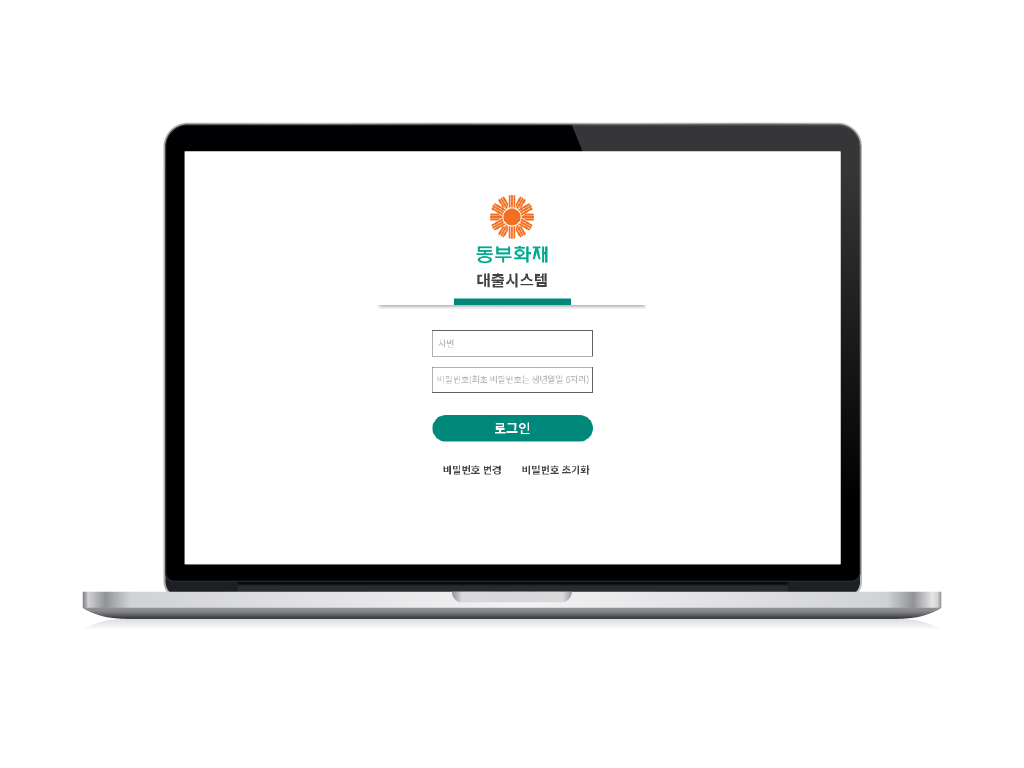 동부화재
대출시스템
사번
비밀번호(최초 비밀번호는 생년월일 6자리)
로그인
비밀번호 변경 비밀번호 초기화